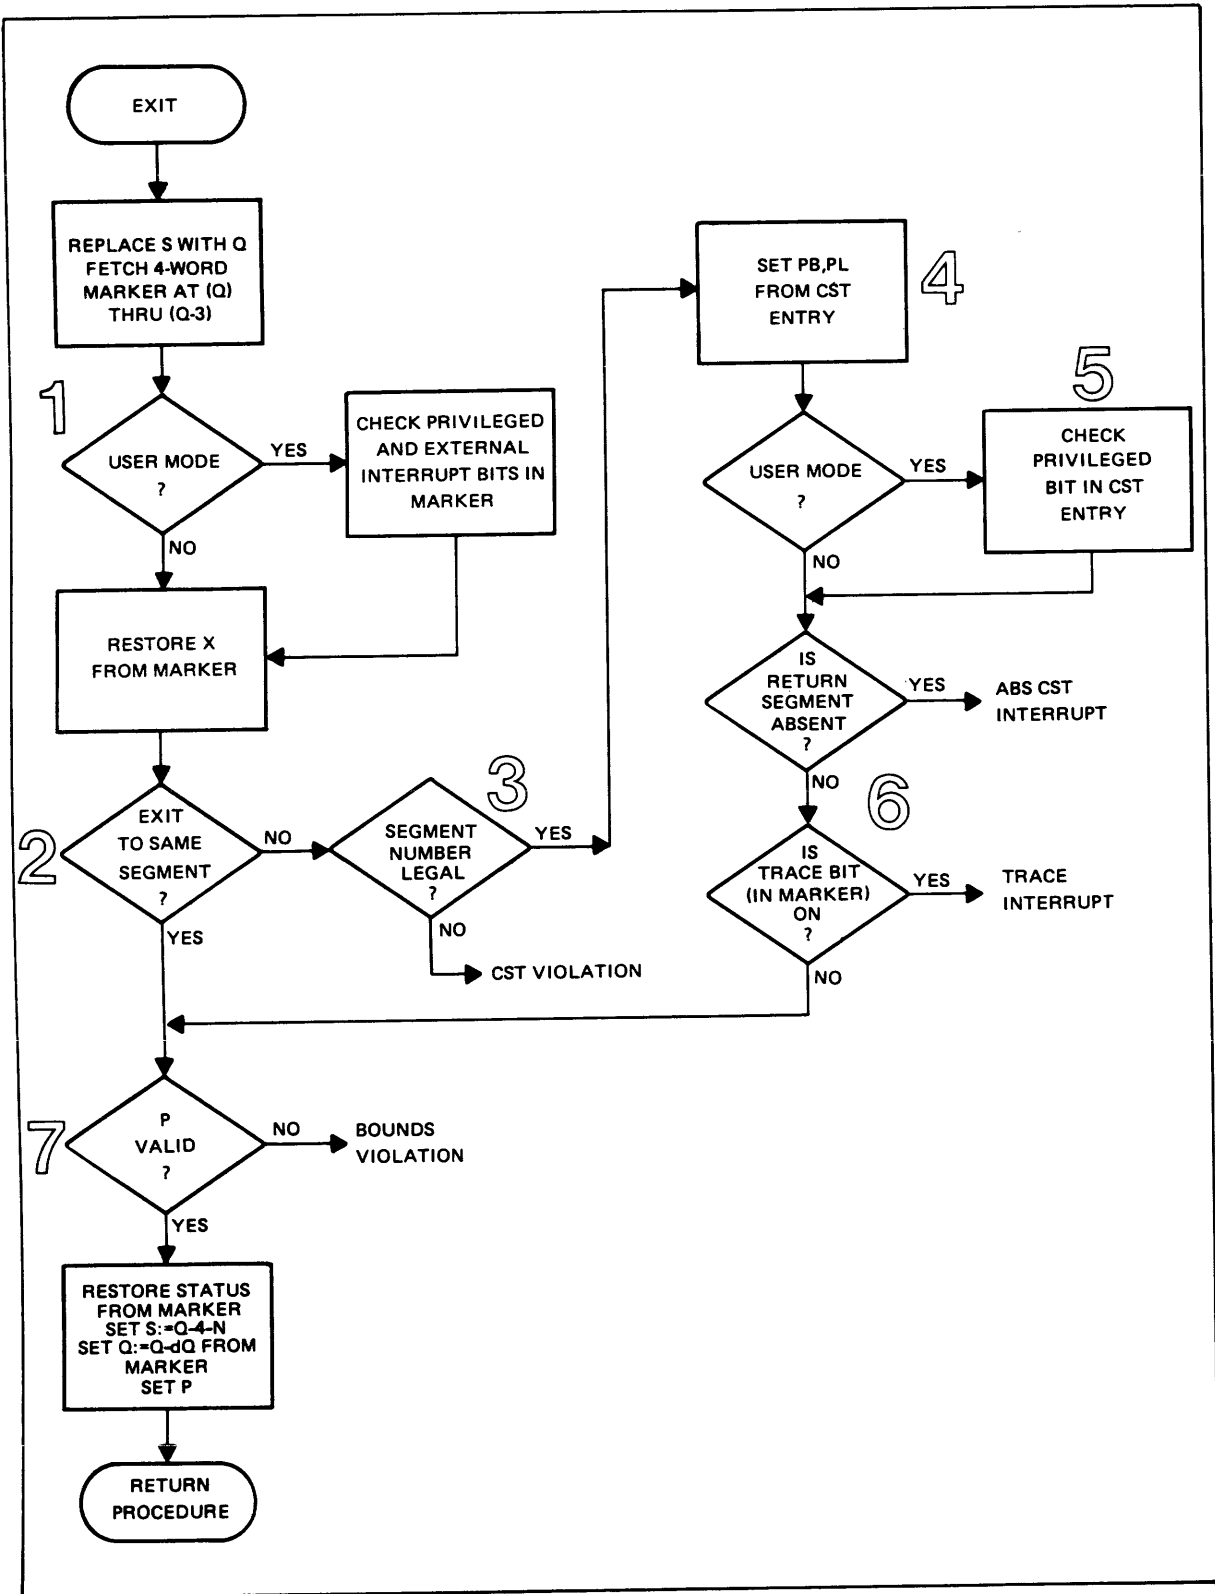 EXIT
REPLACE S WITH Q
FETCH 4-WORD
MARKER AT (Q)
THRU (Q-3)
1
USER MODE
?
YES
NO
CHECK PRIVILEGED
AND EXTERNAL
INTERRUPT BITS IN
MARKER
RESTORE X
FROM MARKER
2
EXIT
TO SAME
SEGMENT
?
NO
YES
3
SEGMENT
NUMBER
LEGAL
?
YES
NO
CST VIOLATION
4
SET PB,PL
FROM CST
ENTRY
USER MODE
?
YES
NO
5
CHECK
PRIVILEGED
BIT IN CST
ENTRY
IS
RETURN
SEGMENT
ABSENT
?
YES
ABS CST
INTERRUPT
NO
6
IS
TRACE BIT
(IN MARKER)
ON
?
YES
TRACE
INTERRUPT
NO
7
P
VALID
?
NO
BOUNDS
VIOLATION
YES
RESTORE STATUS
FROM MARKER
SET S:=Q-4-N
SET Q:=Q-dQ FROM
MARKER
SET P
RETURN
PROCEDURE